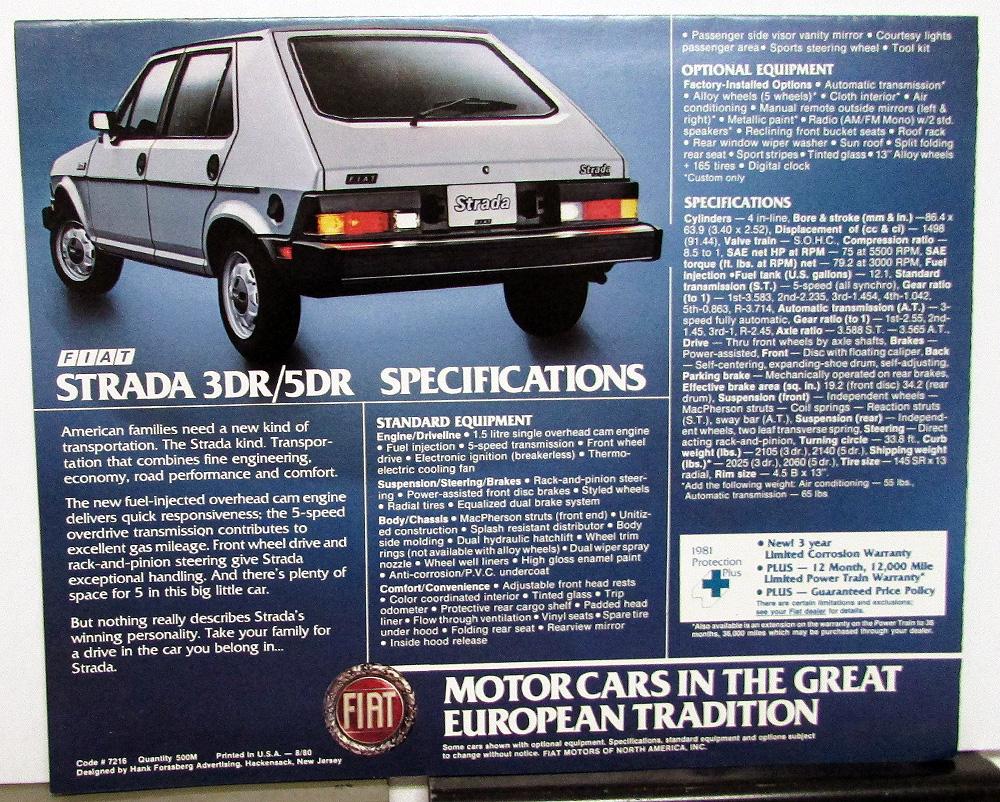 FIAT
Strada
Strada
FIAT
FIAT
STRADA 3DR/5DR SPECIFICATIONS
American families need a new kind of
transportation. The Strada kind. Transpor-
tation that combines fine engineering,
economy, road performance and comfort.
The new fuel-injected overhead cam engine
delivers quick responsiveness; the 5-speed
overdrive transmission contributes to
excellent gas mileage. Front wheel drive and
rack-and-pinion steering give Strada
exceptional handling. And there's plenty of
space for 5 in this big little car.
But nothing really describes Strada's
winning personality. Take your family for
a drive in the car you belong in...
Strada.
STANDARD EQUIPMENT
Engine/Driveline • 1.5 litre single overhead cam engine
• Fuel injection • 5-speed transmission • Front wheel
drive • Electronic ignition (breakerless) • Thermo-
electric cooling fan
Suspension/Steering/Brakes • Rack-and-pinion steer-
ing • Power-assisted front disc brakes • Styled wheels
• Radial tires • Equalized dual brake system
Body/Chassis • MacPherson struts (front end) • Unitiz-
ed construction • Splash resistant distributor • Body
side molding • Dual hydraulic hatchlift • Wheel trim
rings (not available with alloy wheels) • Dual wiper spray
nozzle • Wheel well liners • High gloss enamel paint
• Anti-corrosion/P.V.C. undercoat
Comfort/Convenience • Adjustable front head rests
• Color coordinated interior • Tinted glass • Trip
odometer • Protective rear cargo shelf • Padded head
liner • Flow through ventilation • Vinyl seats • Spare tire
under hood • Folding rear seat • Rearview mirror
• Inside hood release
• Passenger side visor vanity mirror • Courtesy lights
passenger area • Sports steering wheel • Tool kit
OPTIONAL EQUIPMENT
Factory-Installed Options • Automatic transmission*
• Alloy wheels (5 wheels)* • Cloth interior* • Air
conditioning • Manual remote outside mirrors (left &
right)* • Metallic paint* • Radio (AM/FM Mono) w/2 std.
speakers* • Reclining front bucket seats • Roof rack
• Rear window wiper washer • Sun roof • Split folding
rear seat • Sport stripes • Tinted glass • 13" Alloy wheels
+ 165 tires • Digital clock
*Custom only
SPECIFICATIONS
Cylinders — 4 in-line, Bore & stroke (mm & in.) — 86.4 x
63.9 (3.40 x 2.52), Displacement of (cc & ci) — 1498
(91.44), Valve train — S.O.H.C., Compression ratio —
8.5 to 1, SAE net HP at RPM — 75 at 5500 RPM, SAE
torque (ft. lbs. at RPM) net — 79.2 at 3000 RPM, Fuel
Injection • Fuel tank (U.S. gallons) — 12.1, Standard
transmission (S.T.) — 5-speed (all synchro), Gear ratio
(to 1) — 1st-3.583, 2nd-2.235, 3rd-1.454, 4th-1.042,
5th-0.863, R-3.714, Automatic transmission (A.T.) — 3-
speed fully automatic, Gear ratio (to 1) — 1st-2.55, 2nd-
1.45, 3rd-1, R-2.45, Axle ratio — 3.588 S.T. — 3.565 A.T.,
Drive — Thru front wheels by axle shafts, Brakes —
Power-assisted, Front — Disc with floating caliper, Back
— Self-centering, expanding-shoe drum, self-adjusting,
Parking brake — Mechanically operated on rear brakes,
Effective brake area (sq. in.) 19.2 (front disc) 34.2 (rear
drum), Suspension (front) — Independent wheels —
MacPherson struts — Coil springs — Reaction struts
(S.T.), sway bar (A.T.), Suspension (rear) — Independ-
ent wheels, two leaf transverse spring, Steering — Direct
acting rack-and-pinion, Turning circle — 33.8 ft., Curb
weight (lbs.) — 2105 (3 dr.), 2140 (5 dr.), Shipping weight
(lbs.)* — 2025 (3 dr.), 2060 (5 dr.), Tire size — 145 SR x 13
radial, Rim size — 4.5 B x 13".
*Add the following weight: Air conditioning — 55 lbs.,
Automatic transmission — 65 lbs
1981
Protection
Plus
• New! 3 year
Limited Corrosion Warranty
• PLUS — 12 Month, 12,000 Mile
Limited Power Train Warranty*
• PLUS — Guaranteed Price Policy
There are certain limitations and exclusions;
see your Fiat dealer for details.
*Also available is an extension on the warranty on the Power Train to 36
months, 36,000 miles which may be purchased through your dealer.
FIAT
MOTOR CARS IN THE GREAT
EUROPEAN TRADITION
Some cars shown with optional equipment. Specifications, standard equipment and options subject
to change without notice. FIAT MOTORS OF NORTH AMERICA, INC.
Code # 7216 Quantity 500M Printed in U.S.A. — 8/80
Designed by Hank Forssberg Advertising, Hackensack, New Jersey